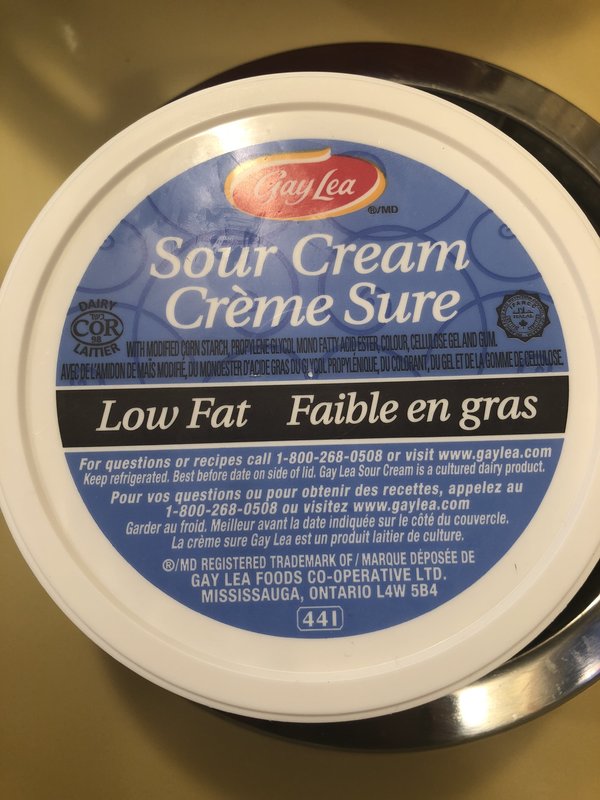 Gay Lea
®/MD
Sour Cream
Crème Sure
DAIRY
חלבי
COR
98
LAITIER
HALAL
WITH MODIFIED CORN STARCH, PROPYLENE GLYCOL MONO FATTY ACID ESTER, COLOUR, CELLULOSE GEL AND GUM.
AVEC DE L'AMIDON DE MAÏS MODIFIÉ, DU MONOESTER D'ACIDE GRAS DU GLYCOL PROPYLÉNIQUE, DU COLORANT, DU GEL ET DE LA GOMME DE CELLULOSE.
Low Fat Faible en gras
For questions or recipes call 1-800-268-0508 or visit www.gaylea.com
Keep refrigerated. Best before date on side of lid. Gay Lea Sour Cream is a cultured dairy product.
Pour vos questions ou pour obtenir des recettes, appelez au
1-800-268-0508 ou visitez www.gaylea.com
Garder au froid. Meilleur avant la date indiquée sur le côté du couvercle.
La crème sure Gay Lea est un produit laitier de culture.
®/MD REGISTERED TRADEMARK OF / MARQUE DÉPOSÉE DE
GAY LEA FOODS CO-OPERATIVE LTD.
MISSISSAUGA, ONTARIO L4W 5B4
441